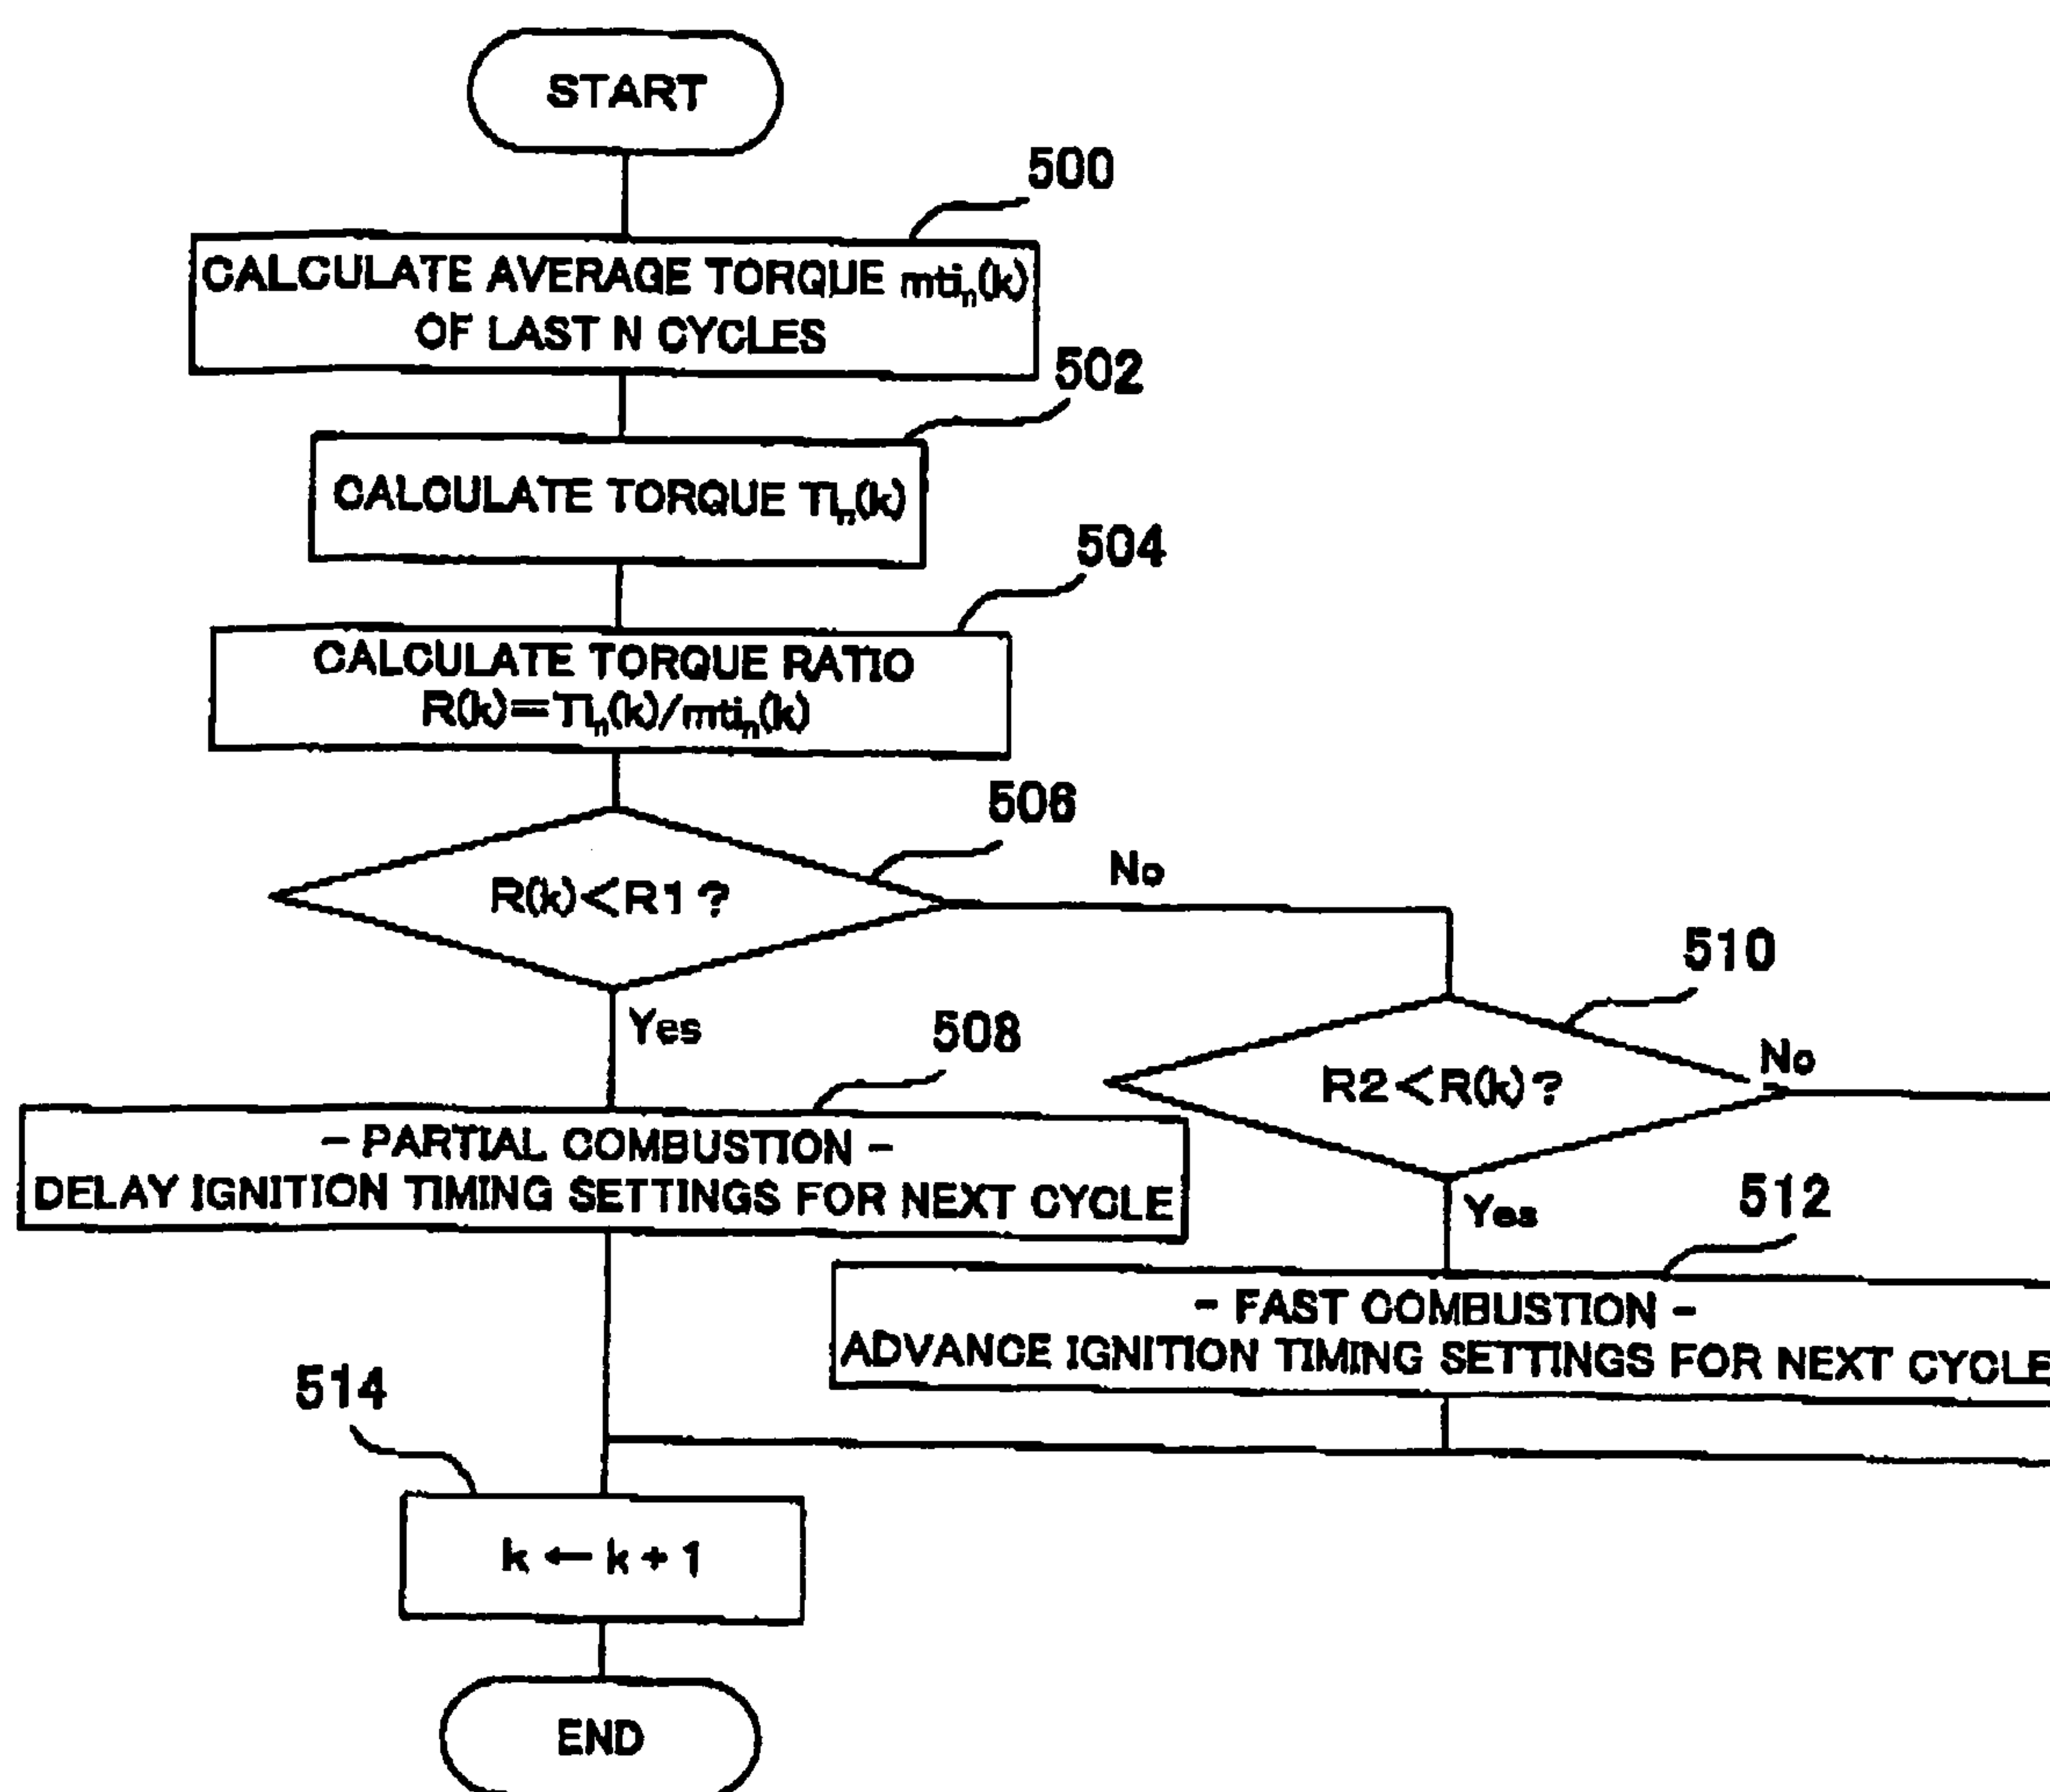 START
500
CALCULATE AVERAGE TORQUE mtiₙ(k)
OF LAST N CYCLES
502
CALCULATE TORQUE TIₙ(k)
504
CALCULATE TORQUE RATIO
R(k)=TIₙ(k)/mtiₙ(k)
506
R(k)<R1?
No
Yes
510
R2<R(k)?
No
Yes
508
- PARTIAL COMBUSTION -
DELAY IGNITION TIMING SETTINGS FOR NEXT CYCLE
512
- FAST COMBUSTION -
ADVANCE IGNITION TIMING SETTINGS FOR NEXT CYCLE
514
k ← k + 1
END